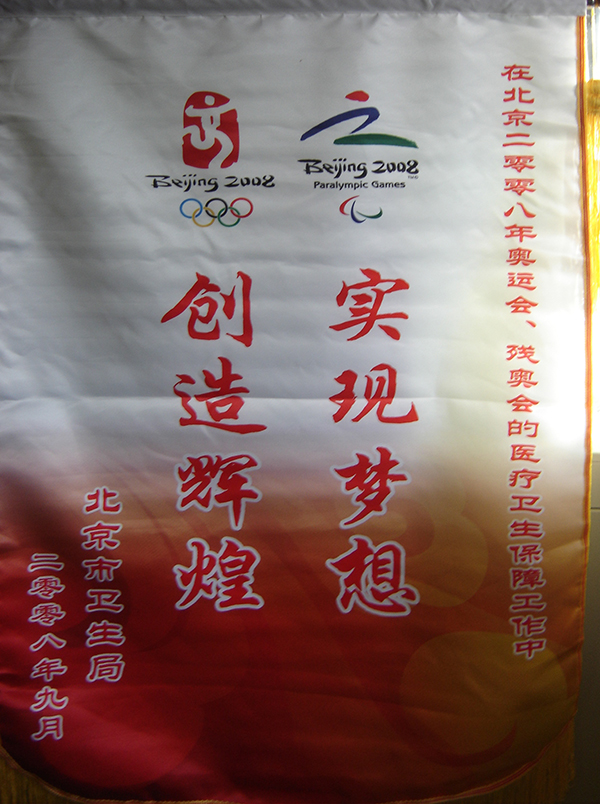 在北京二零零八年奥运会、残奥会的医疗卫生保障工作中
Beijing 2008
Beijing 2008
Paralympic Games
实现梦想
创造辉煌
北京市卫生局
二零零八年九月